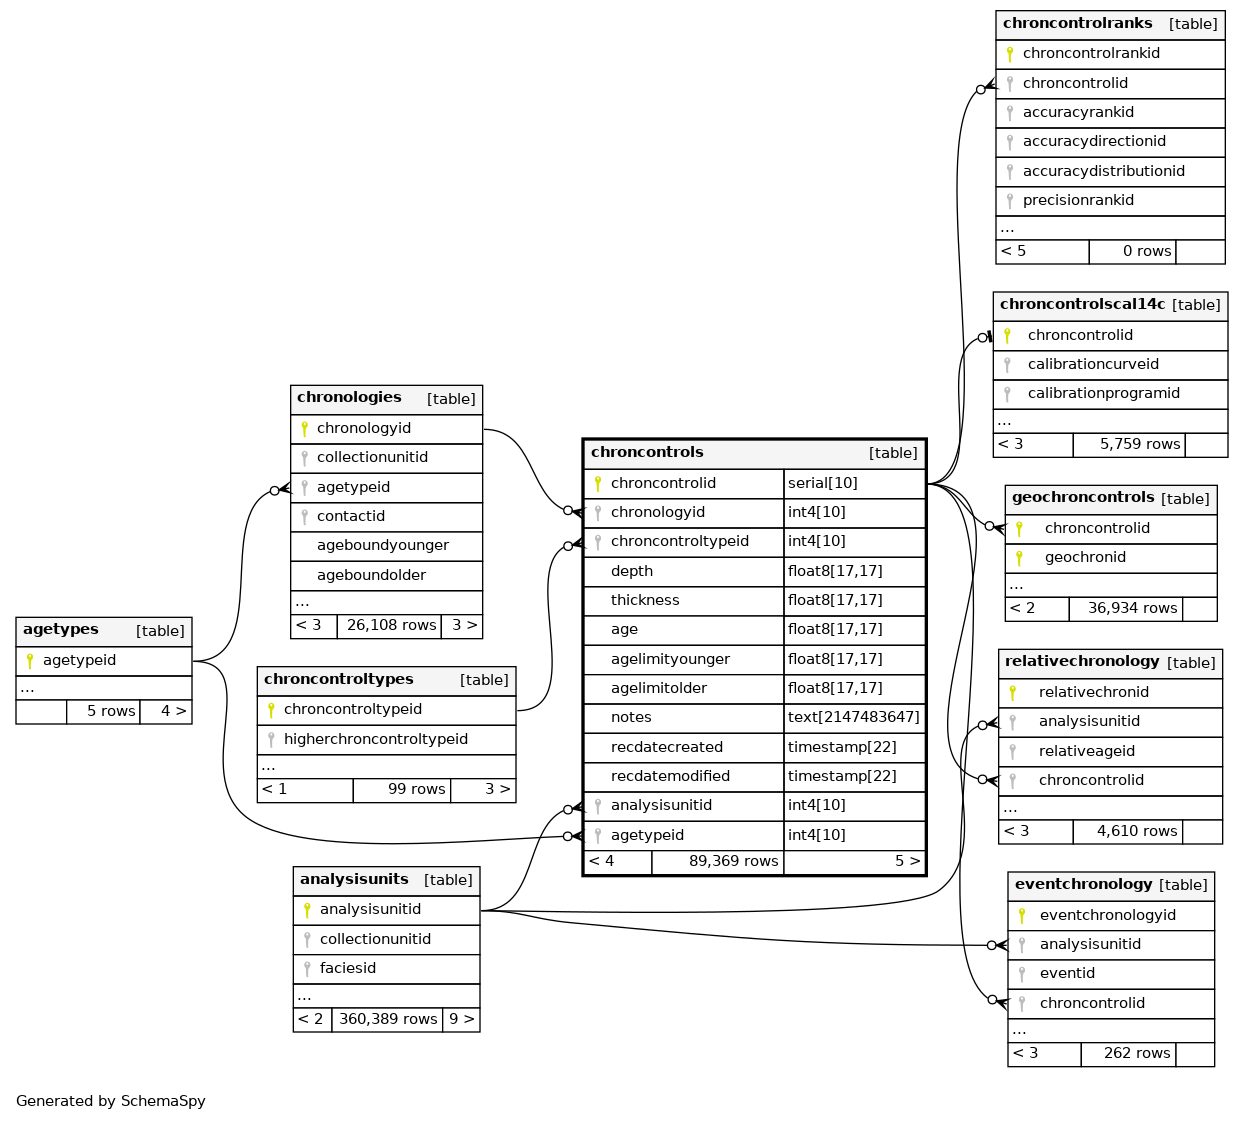 chroncontrolranks [table]
chroncontrolrankid
chroncontrolid
accuracyrankid
accuracydirectionid
accuracydistributionid
precisionrankid
...
< 5 0 rows
chroncontrolscal14c [table]
chroncontrolid
calibrationcurveid
calibrationprogramid
...
< 3 5,759 rows
chronologies [table]
chronologyid
collectionunitid
agetypeid
contactid
ageboundyounger
ageboundolder
...
< 3 26,108 rows 3 >
chroncontrols [table]
chroncontrolid serial[10]
chronologyid int4[10]
chroncontroltypeid int4[10]
depth float8[17,17]
thickness float8[17,17]
age float8[17,17]
agelimityounger float8[17,17]
agelimitolder float8[17,17]
notes text[2147483647]
recdatecreated timestamp[22]
recdatemodified timestamp[22]
analysisunitid int4[10]
agetypeid int4[10]
< 4 89,369 rows 5 >
geochroncontrols [table]
chroncontrolid
geochronid
...
< 2 36,934 rows
agetypes [table]
agetypeid
...
5 rows 4 >
chroncontroltypes [table]
chroncontroltypeid
higherchroncontroltypeid
...
< 1 99 rows 3 >
relativechronology [table]
relativechronid
analysisunitid
relativeageid
chroncontrolid
...
< 3 4,610 rows
analysisunits [table]
analysisunitid
collectionunitid
faciesid
...
< 2 360,389 rows 9 >
eventchronology [table]
eventchronologyid
analysisunitid
eventid
chroncontrolid
...
< 3 262 rows
Generated by SchemaSpy